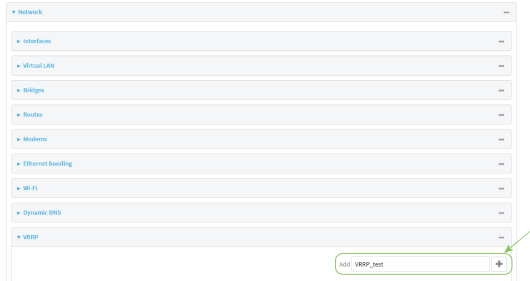 Network
Interfaces
Virtual LAN
Bridges
Routes
Modems
Ethernet bonding
Wi-Fi
Dynamic DNS
VRRP
Add VRRP_test